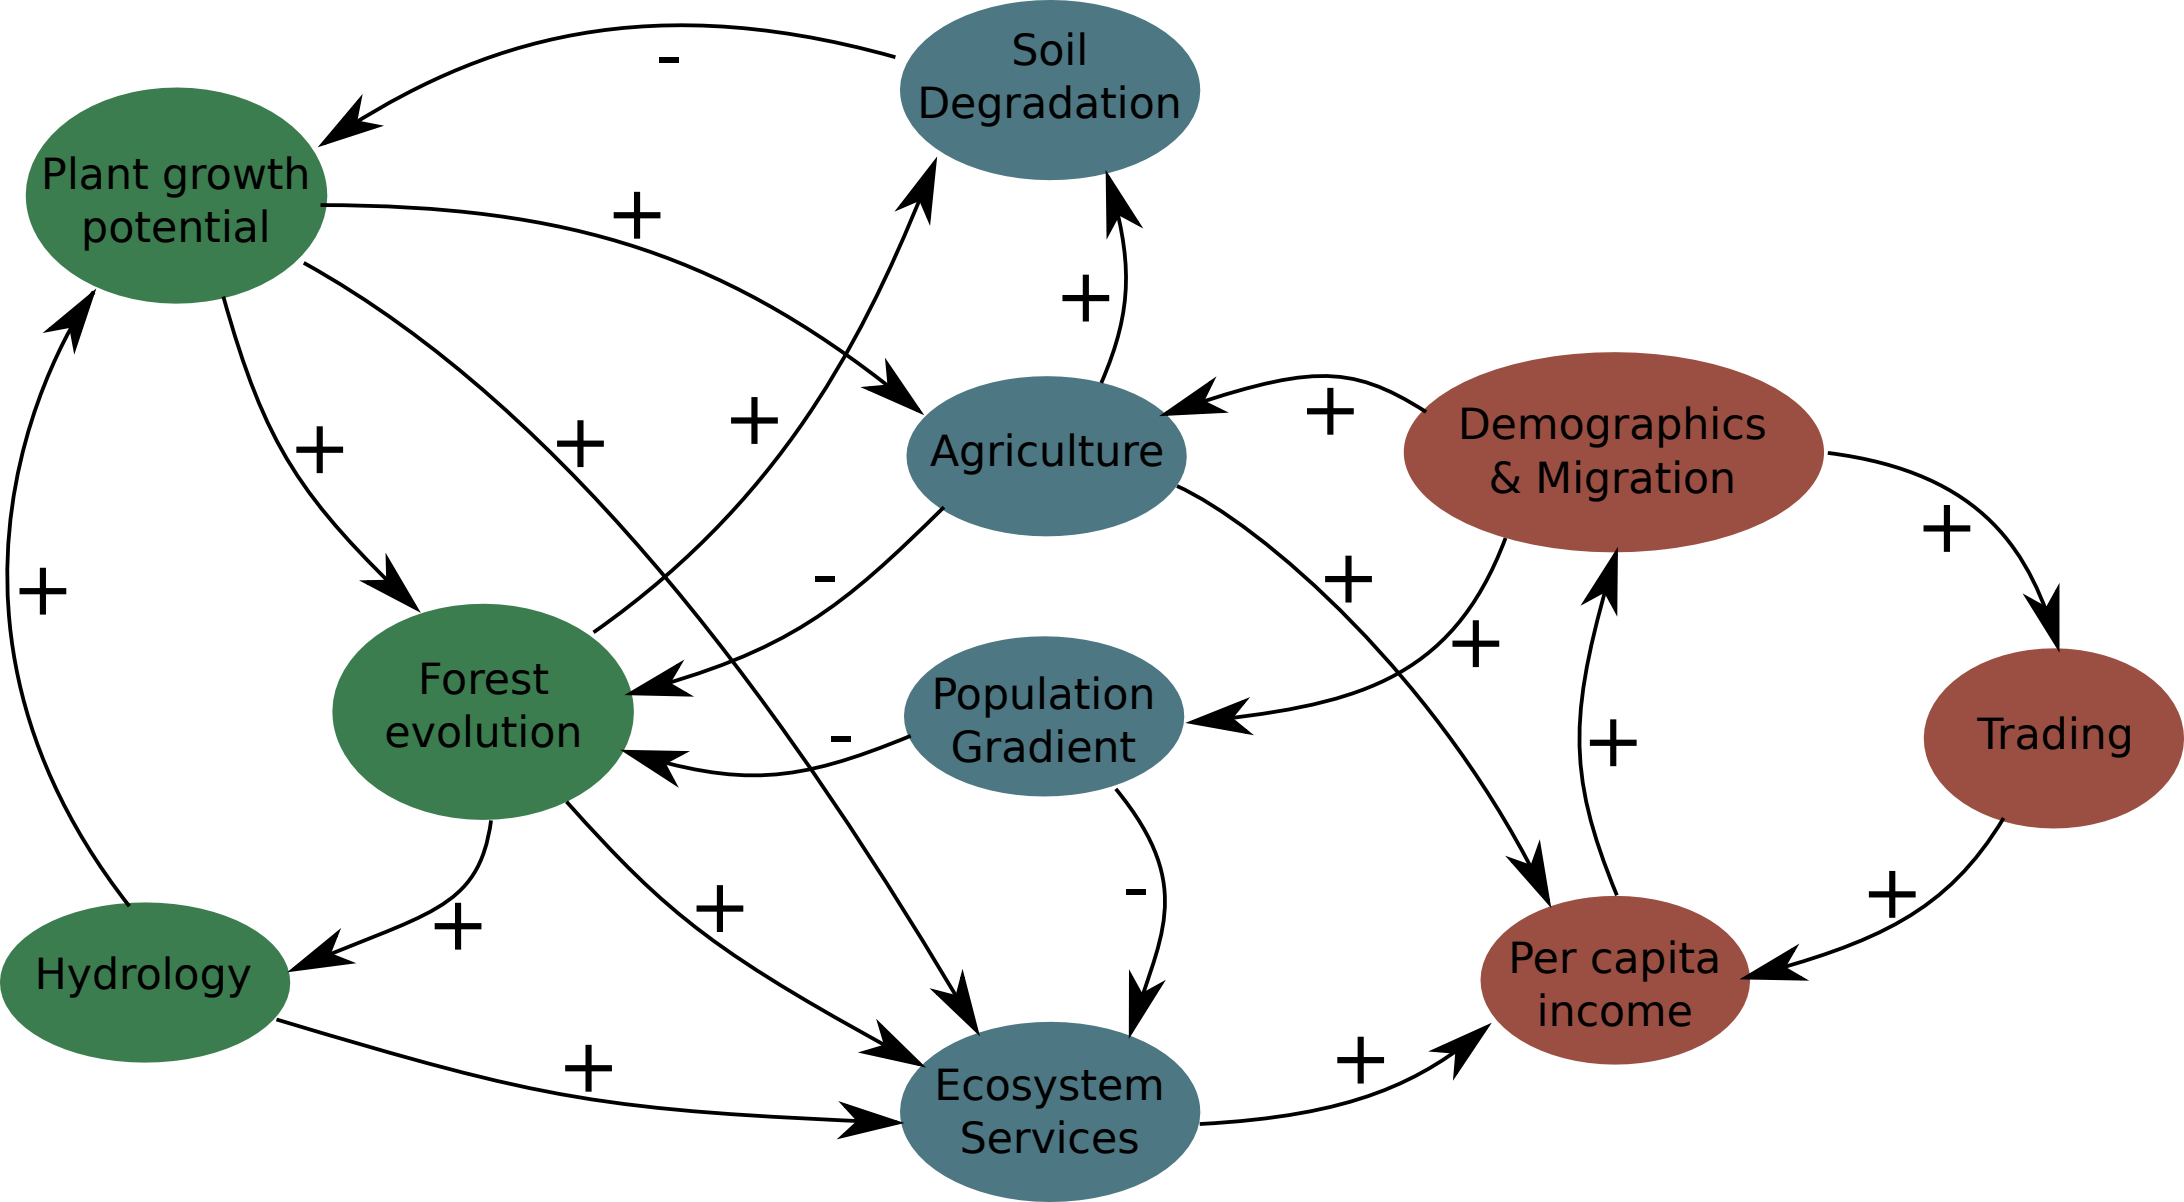 Soil
Degradation
-
Plant growth
potential
+
+
+
+
+
+
Agriculture
+
Demographics
& Migration
+
+
-
+
+
Forest
evolution
-
Population
Gradient
+
Trading
+
+
-
+
+
Hydrology
Per capita
income
+
+
Ecosystem
Services